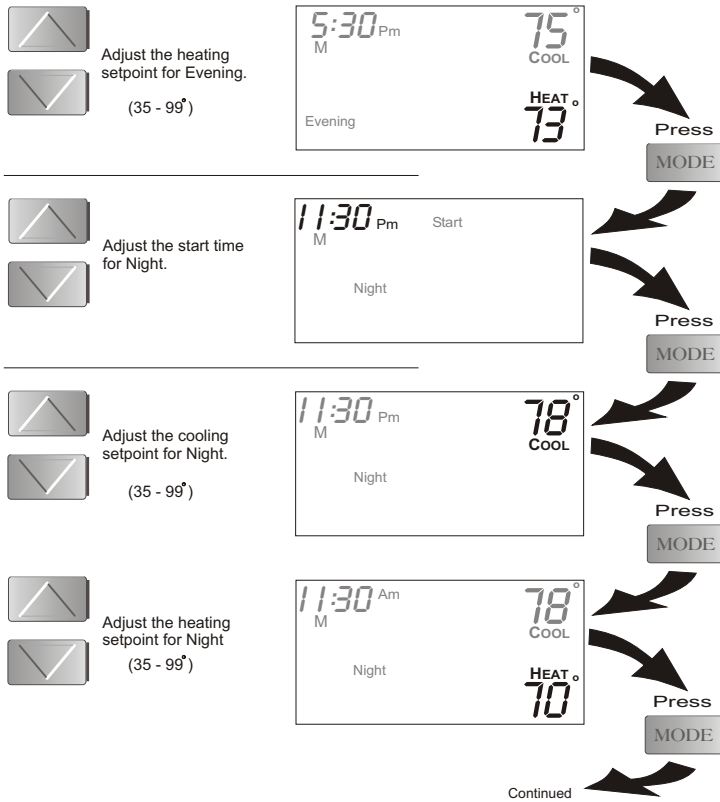 Adjust the heating
setpoint for Evening.
(35 - 99°)
5:30 Pm
M
75°
COOL
HEAT
73°
Evening
Press
MODE
Adjust the start time
for Night.
11:30 Pm Start
M
Night
Press
MODE
Adjust the cooling
setpoint for Night.
(35 - 99°)
11:30 Pm
M
78°
COOL
Night
Press
MODE
Adjust the heating
setpoint for Night
(35 - 99°)
11:30 Am
M
78°
COOL
Night
HEAT
70°
Press
MODE
Continued